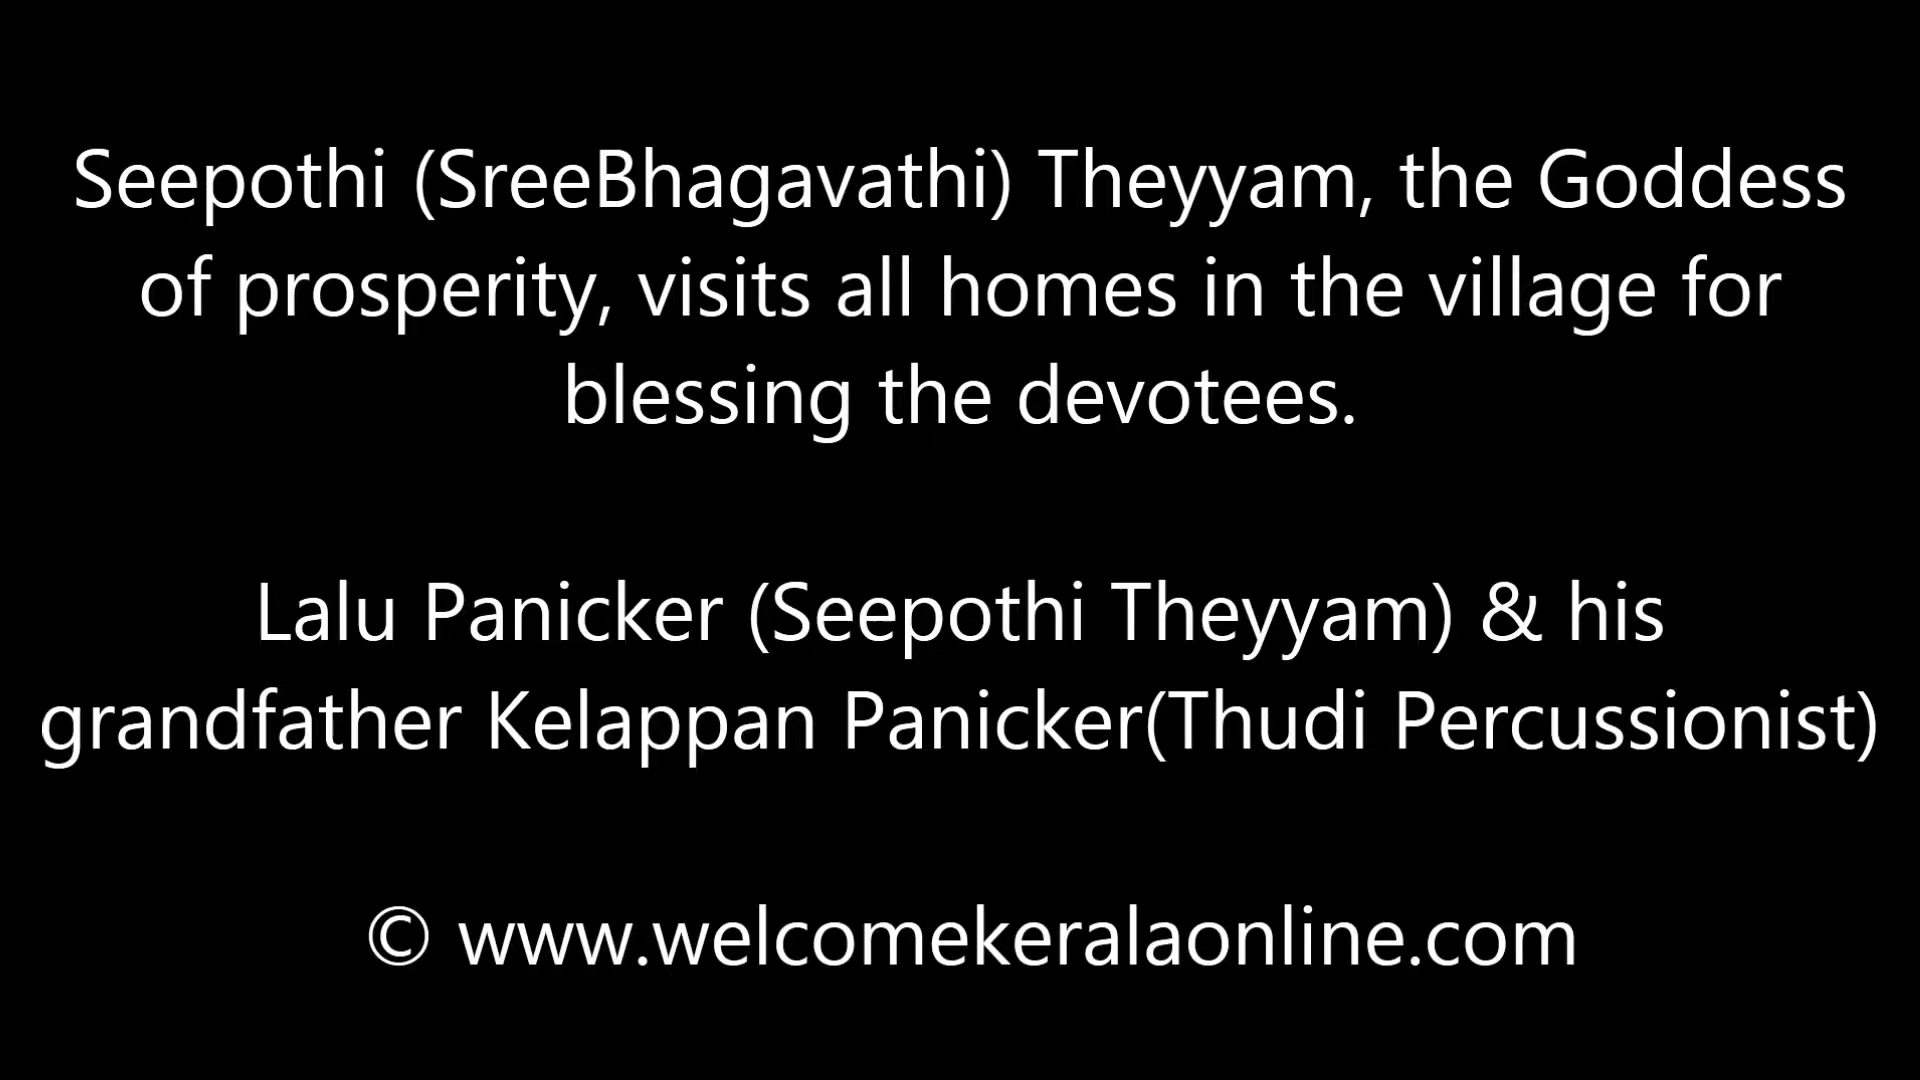 Seepothi (SreeBhagavathi) Theyyam, the Goddess
of prosperity, visits all homes in the village for
blessing the devotees.
Lalu Panicker (Seepothi Theyyam) & his
grandfather Kelappan Panicker(Thudi Percussionist)
© www.welcomekeralaonline.com